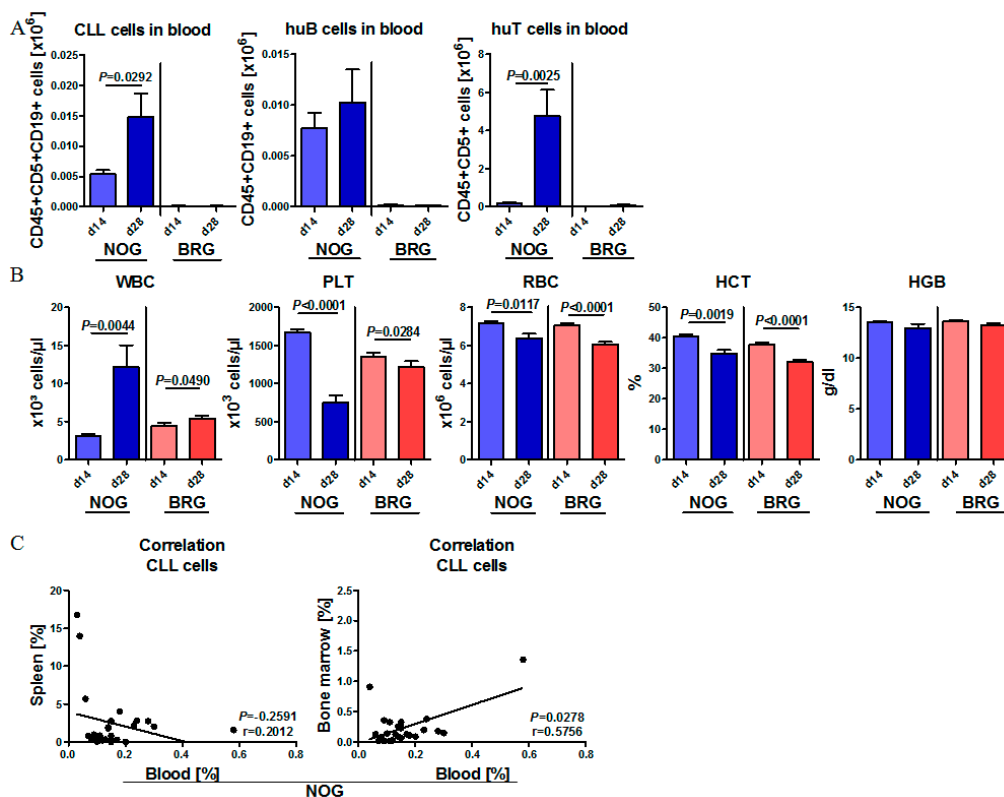 A
CLL cells in blood
huB cells in blood
huT cells in blood
CD45+CD5+CD19+ cells [x10⁶]
0.025
0.020
0.015
0.010
0.005
0.000
P=0.0292
d14
d28
d14
d28
NOG
BRG
CD45+CD19+ cells [x10⁶]
0.015
0.010
0.005
0.000
d14
d28
d14
d28
NOG
BRG
CD45+CD5+ cells [x10⁶]
8
6
4
2
0
P=0.0025
d14
d28
d14
d28
NOG
BRG
B
WBC
PLT
RBC
HCT
HGB
x10³ cells/µl
20
15
10
5
0
P=0.0044
P=0.0490
d14
d28
d14
d28
NOG
BRG
x10³ cells/µl
2000
1500
1000
500
0
P<0.0001
P=0.0284
d14
d28
d14
d28
NOG
BRG
x10⁶ cells/µl
8
6
4
2
0
P=0.0117
P<0.0001
d14
d28
d14
d28
NOG
BRG
%
60
50
40
30
20
10
0
P=0.0019
P<0.0001
d14
d28
d14
d28
NOG
BRG
g/dl
15
10
5
0
d14
d28
d14
d28
NOG
BRG
C
Correlation
CLL cells
Spleen [%]
20
15
10
5
0
P=-0.2591
r=0.2012
0.0
0.2
0.4
0.6
0.8
Blood [%]
Correlation
CLL cells
Bone marrow [%]
2.5
2.0
1.5
1.0
0.5
0.0
P=0.0278
r=0.5756
0.0
0.2
0.4
0.6
0.8
Blood [%]
NOG